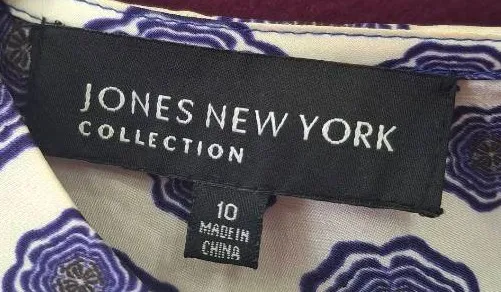 JONES NEW YORK
COLLECTION
10
MADE IN
CHINA